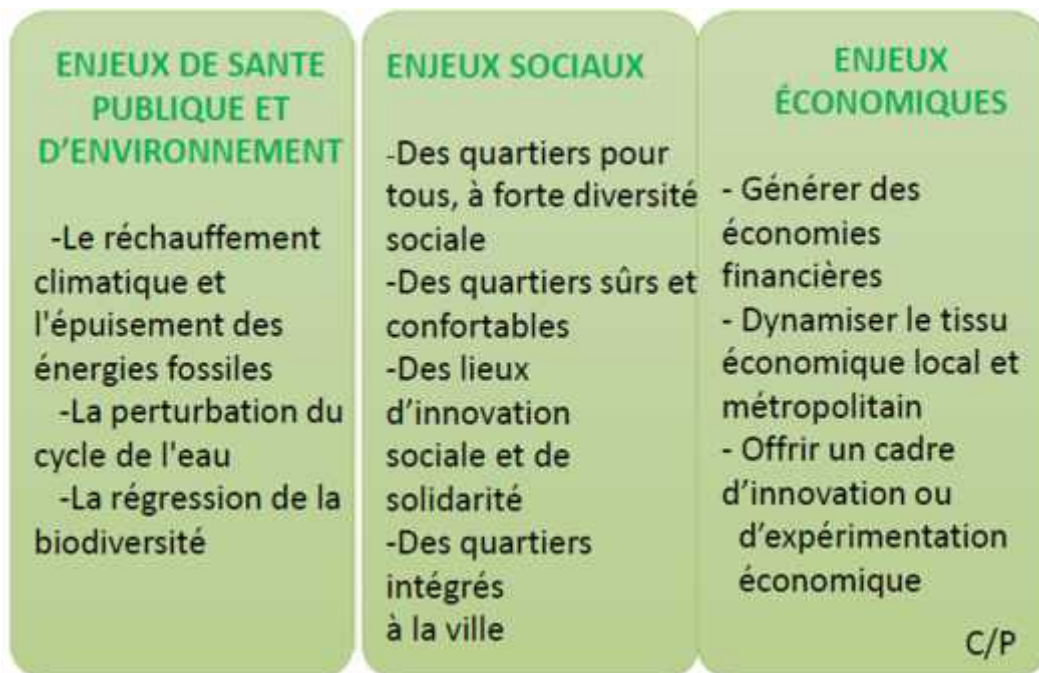 ENJEUX DE SANTE
PUBLIQUE ET
D'ENVIRONNEMENT
-Le réchauffement
climatique et
l'épuisement des
énergies fossiles
-La perturbation du
cycle de l'eau
-La régression de la
biodiversité
ENJEUX SOCIAUX
-Des quartiers pour
tous, à forte diversité
sociale
-Des quartiers sûrs et
confortables
-Des lieux
d'innovation
sociale et de
solidarité
-Des quartiers
intégrés
à la ville
ENJEUX
ÉCONOMIQUES
- Générer des
économies
financières
- Dynamiser le tissu
économique local et
métropolitain
- Offrir un cadre
d'innovation ou
d'expérimentation
économique
C/P